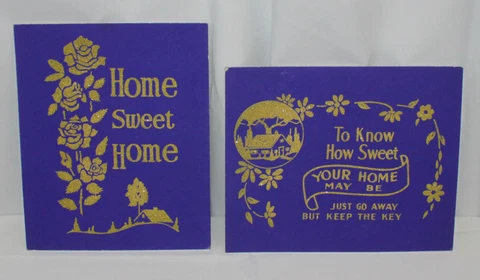 Home
Sweet
Home
To Know
How Sweet
YOUR HOME
MAY BE
JUST GO AWAY
BUT KEEP THE KEY